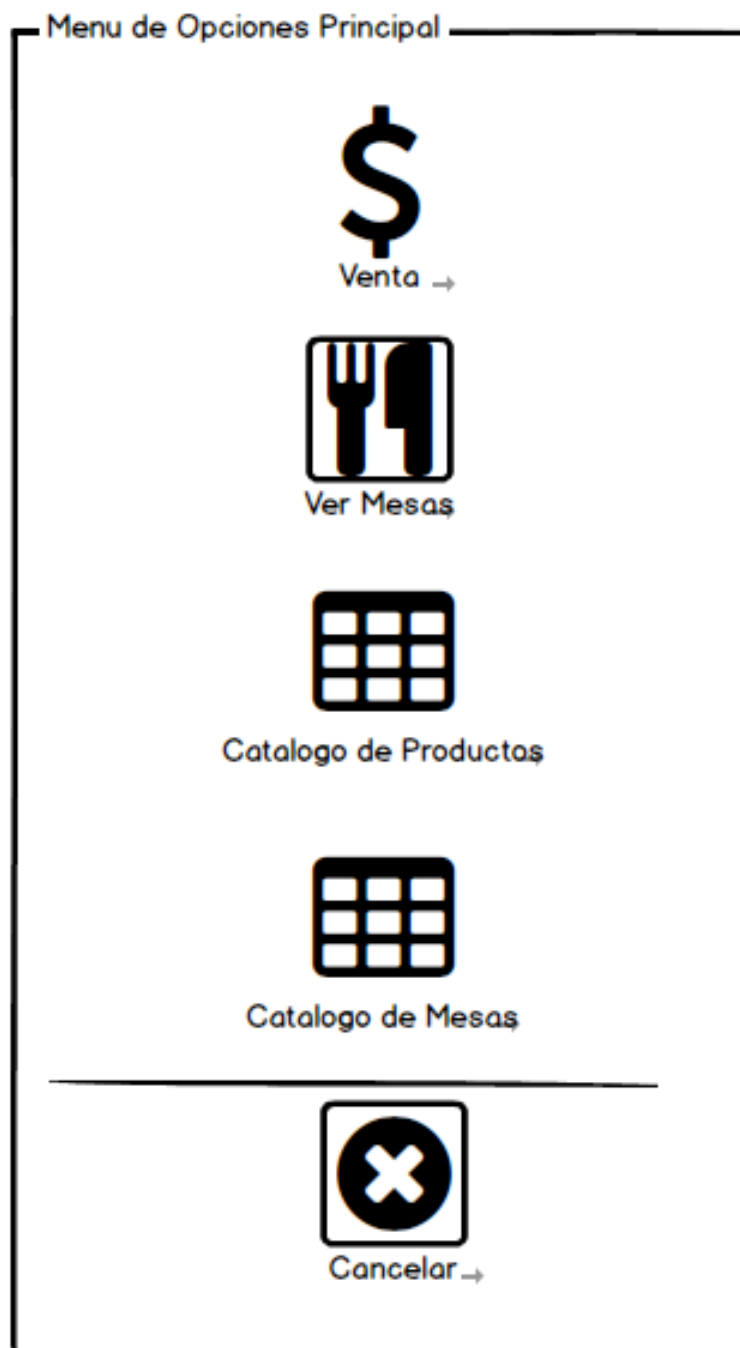 Menu de Opciones Principal
Venta
Ver Mesas
Catalogo de Productos
Catalogo de Mesas
Cancelar